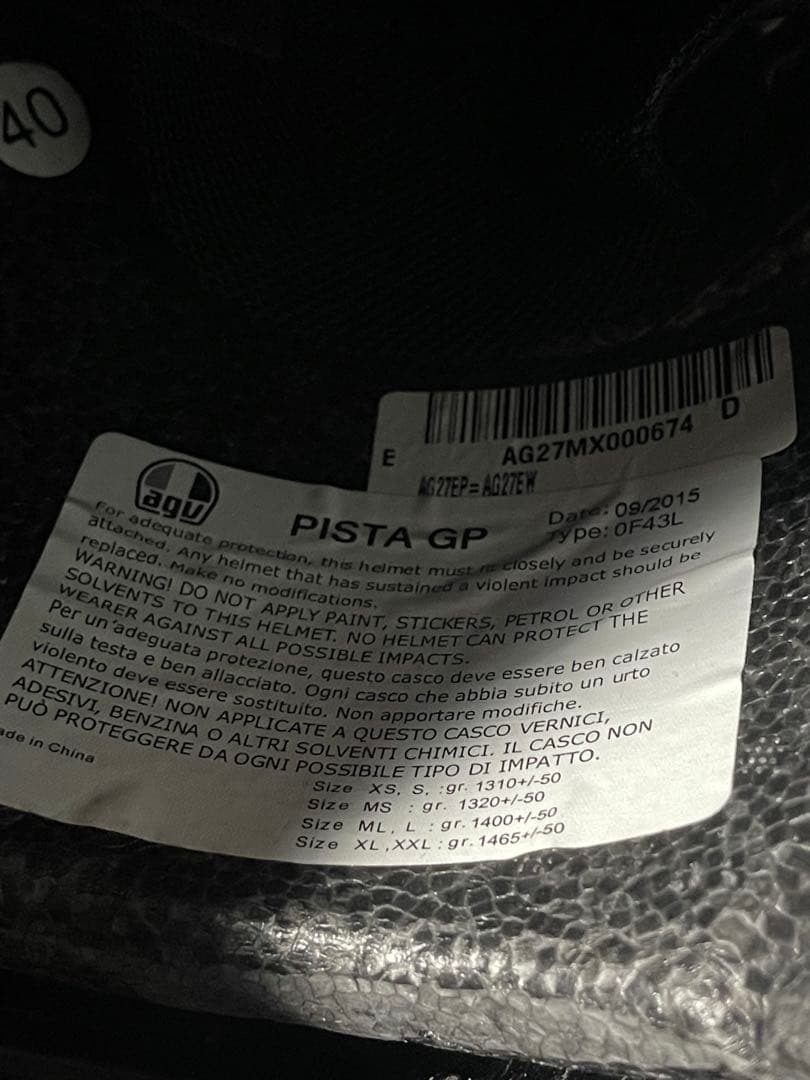 40
E AG27MX000674 D
AG27EP= AG27EW
agv
PISTA GP
Date: 09/2015
Type: 0F43L
For adequate protection, this helmet must closely and be securely
attached. Any helmet that has sustained a violent impact should be
replaced. Make no modifications.
WARNING! DO NOT APPLY PAINT, STICKERS, PETROL OR OTHER
SOLVENTS TO THIS HELMET. NO HELMET CAN PROTECT THE
WEARER AGAINST ALL POSSIBLE IMPACTS.
Per un'adeguata protezione, questo casco deve essere ben calzato
sulla testa e ben allacciato. Ogni casco che abbia subito un urto
violento deve essere sostituito. Non apportare modifiche.
ATTENZIONE! NON APPLICATE A QUESTO CASCO VERNICI,
ADESIVI, BENZINA O ALTRI SOLVENTI CHIMICI. IL CASCO NON
PUÒ PROTEGGERE DA OGNI POSSIBILE TIPO DI IMPATTO.
ade in China
Size XS, S, :gr. 1310+/-50
Size MS : gr. 1320+/-50
Size ML, L : gr. 1400+/-50
Size XL ,XXL : gr. 1465+/-50